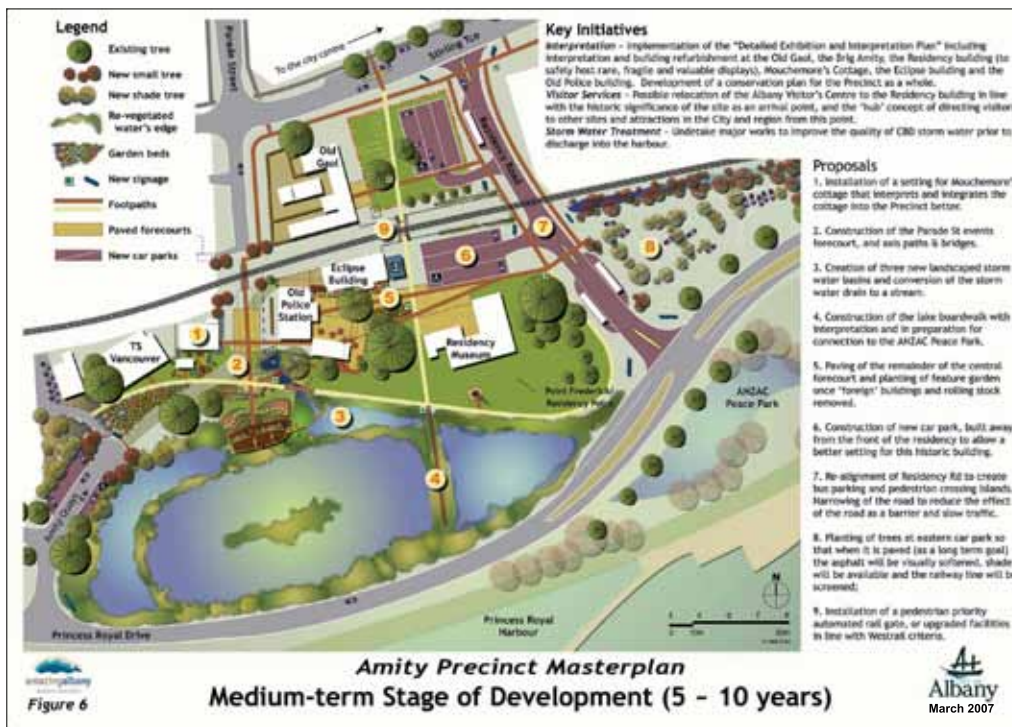 Legend
Existing tree
New small tree
New shade tree
Re-vegetated
water's edge
Garden beds
New signage
Footpaths
Paved forecourts
New car parks
Key Initiatives
Interpretation - Implementation of the "Detailed Exhibition and Interpretation Plan" including
interpretation and building refurbishment at the Old Gaol, the Brig Amity, the Residency building (to
safely host rare, fragile and valuable displays), Mouchemore's Cottage, the Eclipse building and the
Old Police building. Development of a conservation plan for the Precinct as a whole.
Visitor Services - Possible relocation of the Albany Visitor's Centre to the Residency building in line
with the historic significance of the site as an arrival point, and the "hub" concept of directing visitor
to other sites and attractions in the City and region from this point.
Storm Water Treatment - Undertake major works to improve the quality of CBD storm water prior to
discharge into the harbour.
Proposals
1. Installation of a setting for Mouchemore's
cottage that interprets and integrates the
cottage into the Precinct better.
2. Construction of the Parade St events
forecourt, and axis paths & bridges.
3. Creation of three new landscaped storm
water basins and conversion of the storm
water drain to a stream.
4. Construction of the lake boardwalk with
interpretation and in preparation for
connection to the ANZAC Peace Park.
5. Paving of the remainder of the central
forecourt and planting of feature garden
once 'foreign' buildings and rolling stock
removed.
6. Construction of new car park, built away
from the front of the residency to allow a
better setting for this historic building.
7. Re-alignment of Residency Rd to create
bus parking and pedestrian crossing islands.
Narrowing of the road to reduce the effect
of the road as a barrier and slow traffic.
8. Planting of trees at eastern car park so
that when it is paved (as a long term goal)
the asphalt will be visually softened, shade
will be available and the railway line will be
screened;
9. Installation of a pedestrian priority
automated rail gate, or upgraded facilities
in line with Westrail criteria.
Parade Street
To the city centre
Stirling Tce
Residency Road
Old
Gaol
9
7
8
6
Eclipse
Building
5
Old
Police
Station
1
TS
Vancouver
2
Residency
Museum
3
Point Frederick/
Residency Point
ANZAC
Peace Park
4
Amity Quays
Princess Royal Drive
Princess Royal
Harbour
N
amazingalbany
Figure 6
Amity Precinct Masterplan
Medium-term Stage of Development (5 - 10 years)
Albany
March 2007